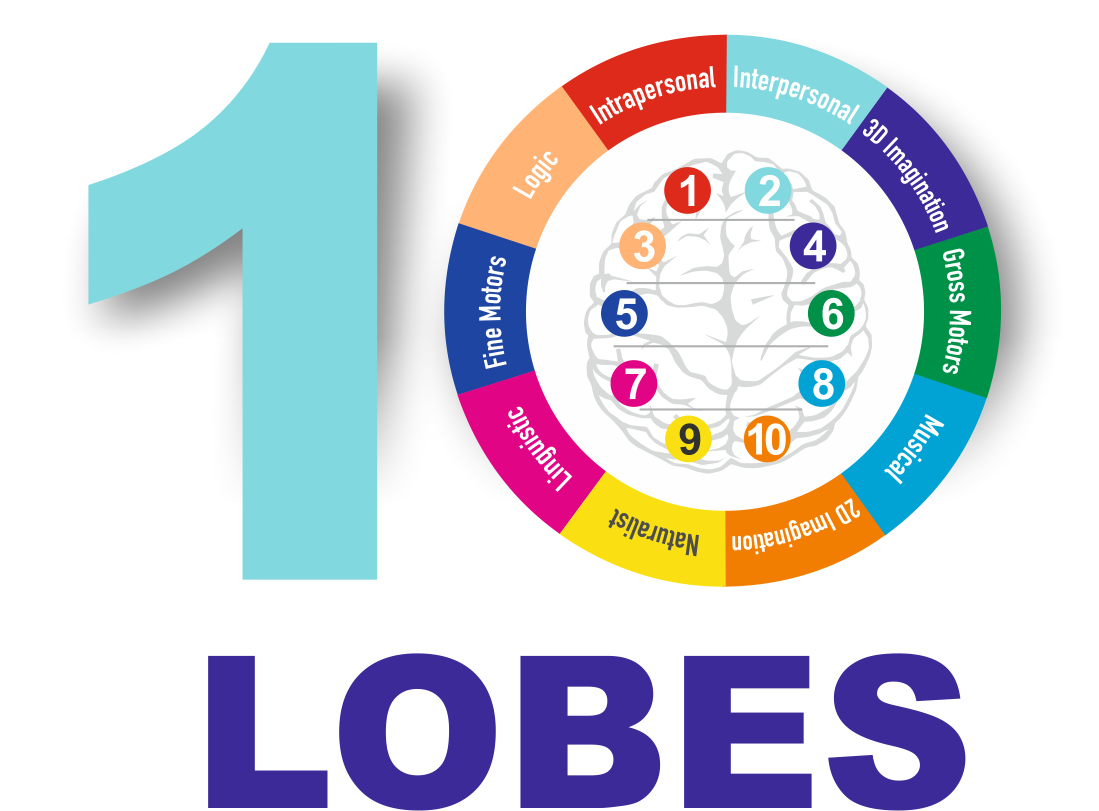 10
Intrapersonal
Interpersonal
3D Imagination
Gross Motors
Musical
2D Imagination
Naturalist
Linguistic
Fine Motors
Logic
1
2
3
4
5
6
7
8
9
10
LOBES